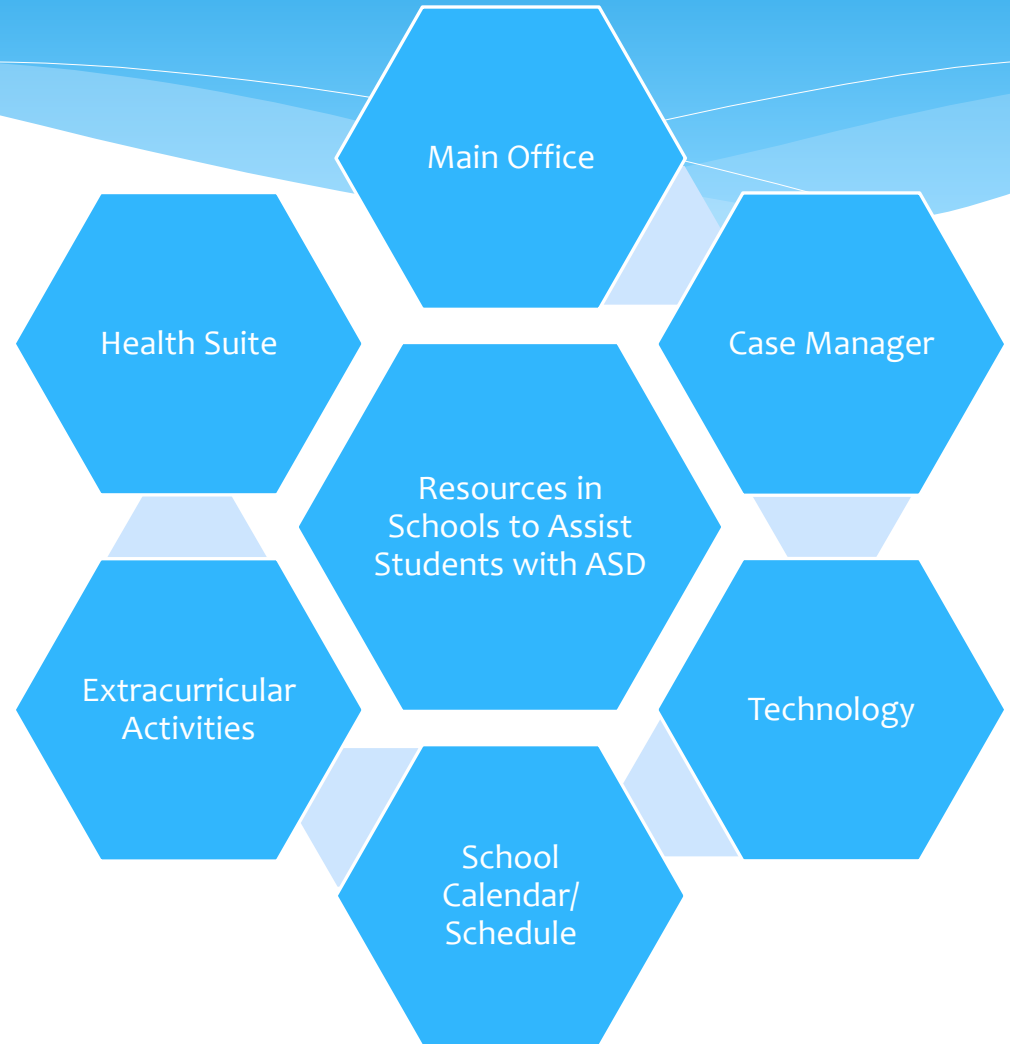 Main Office
Health Suite
Case Manager
Resources in
Schools to Assist
Students with ASD
Extracurricular
Activities
Technology
School
Calendar/
Schedule